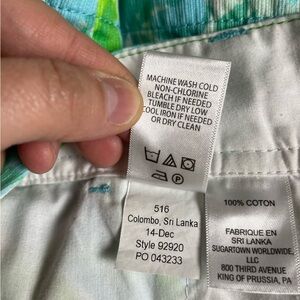 MACHINE WASH COLD
NON-CHLORINE
BLEACH IF NEEDED
TUMBLE DRY LOW
COOL IRON IF NEEDED
OR DRY CLEAN
P
516
Colombo, Sri Lanka
14-Dec
Style 92920
PO 043233
100% COTON
FABRIQUE EN
SRI LANKA
SUGARTOWN WORLDWIDE,
LLC
800 THIRD AVENUE
KING OF PRUSSIA, PA